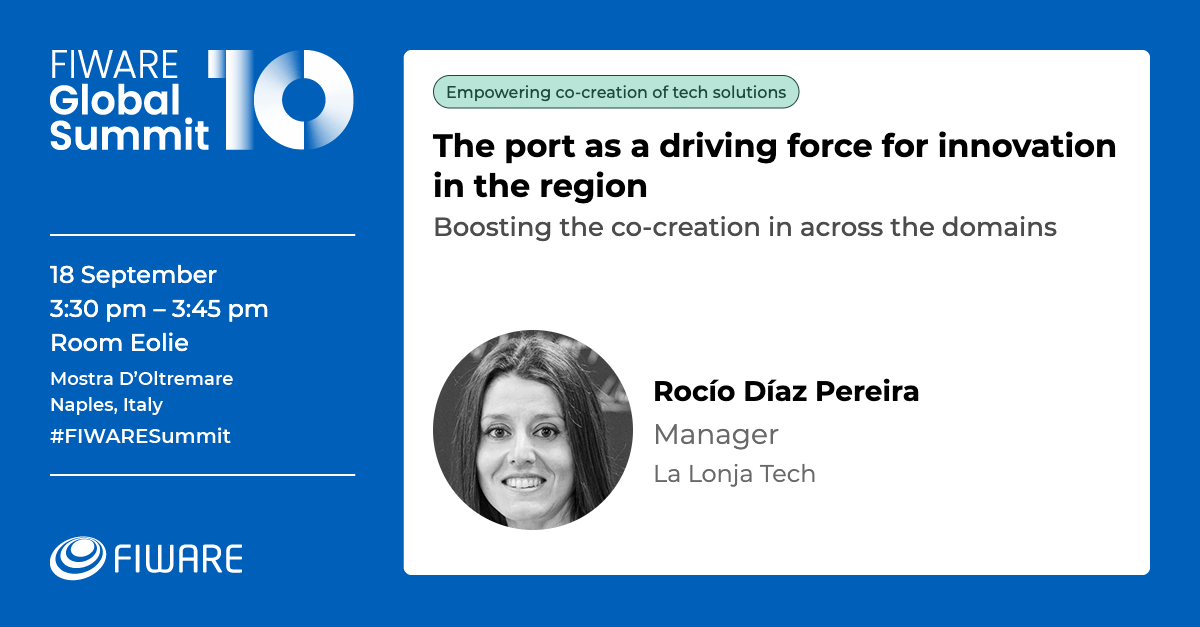 FIWARE
Global
Summit
10
18 September
3:30 pm – 3:45 pm
Room Eolie
Mostra D’Oltremare
Naples, Italy
#FIWARESummit
FIWARE
Empowering co-creation of tech solutions
The port as a driving force for innovation
in the region
Boosting the co-creation in across the domains
Rocío Díaz Pereira
Manager
La Lonja Tech